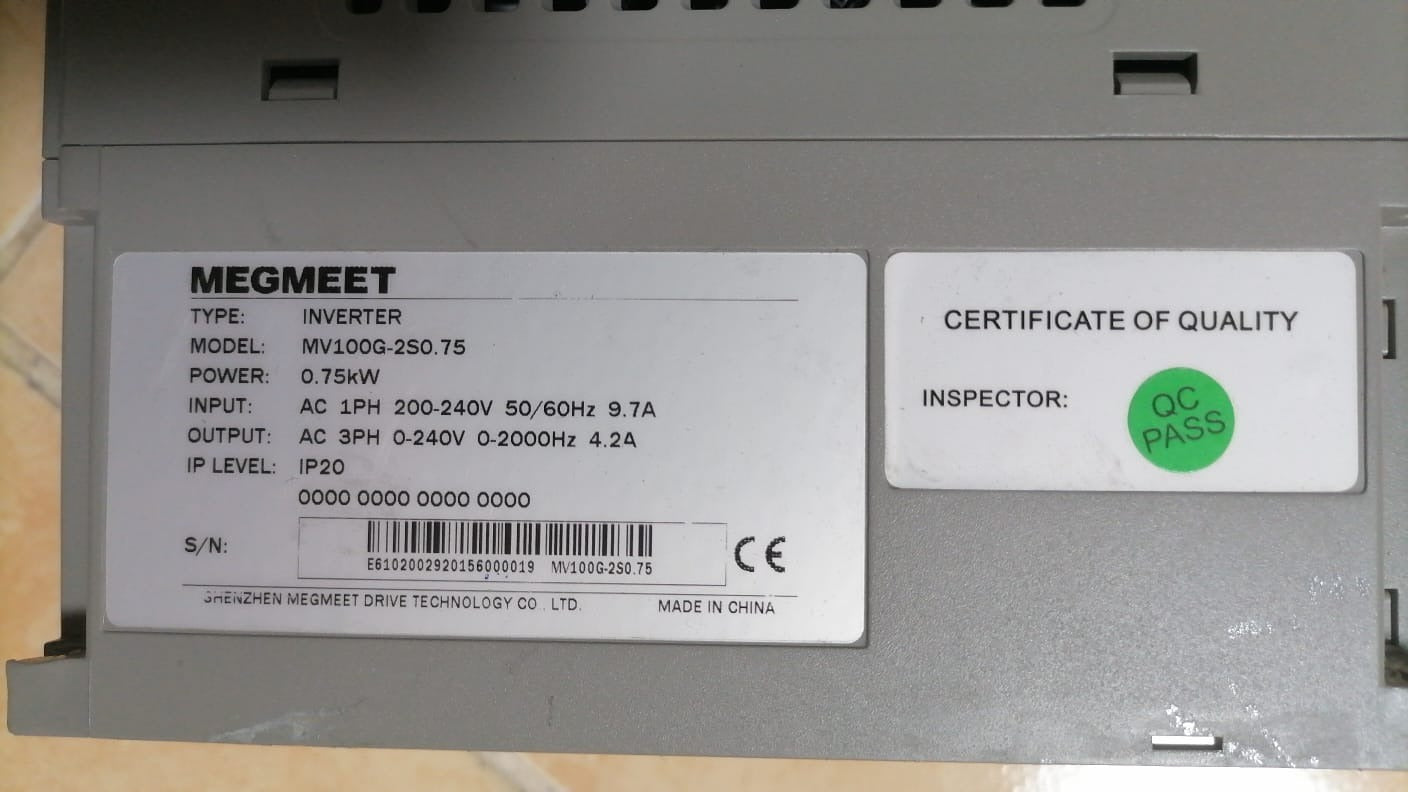 MEGMEET
TYPE: INVERTER
MODEL: MV100G-2S0.75
POWER: 0.75kW
INPUT: AC 1PH 200-240V 50/60Hz 9.7A
OUTPUT: AC 3PH 0-240V 0-2000Hz 4.2A
IP LEVEL: IP20
0000 0000 0000 0000
S/N:
E6102002920156000019 MV100G-2S0.75
CE
SHENZHEN MEGMEET DRIVE TECHNOLOGY CO., LTD. MADE IN CHINA
CERTIFICATE OF QUALITY
INSPECTOR:
QC
PASS